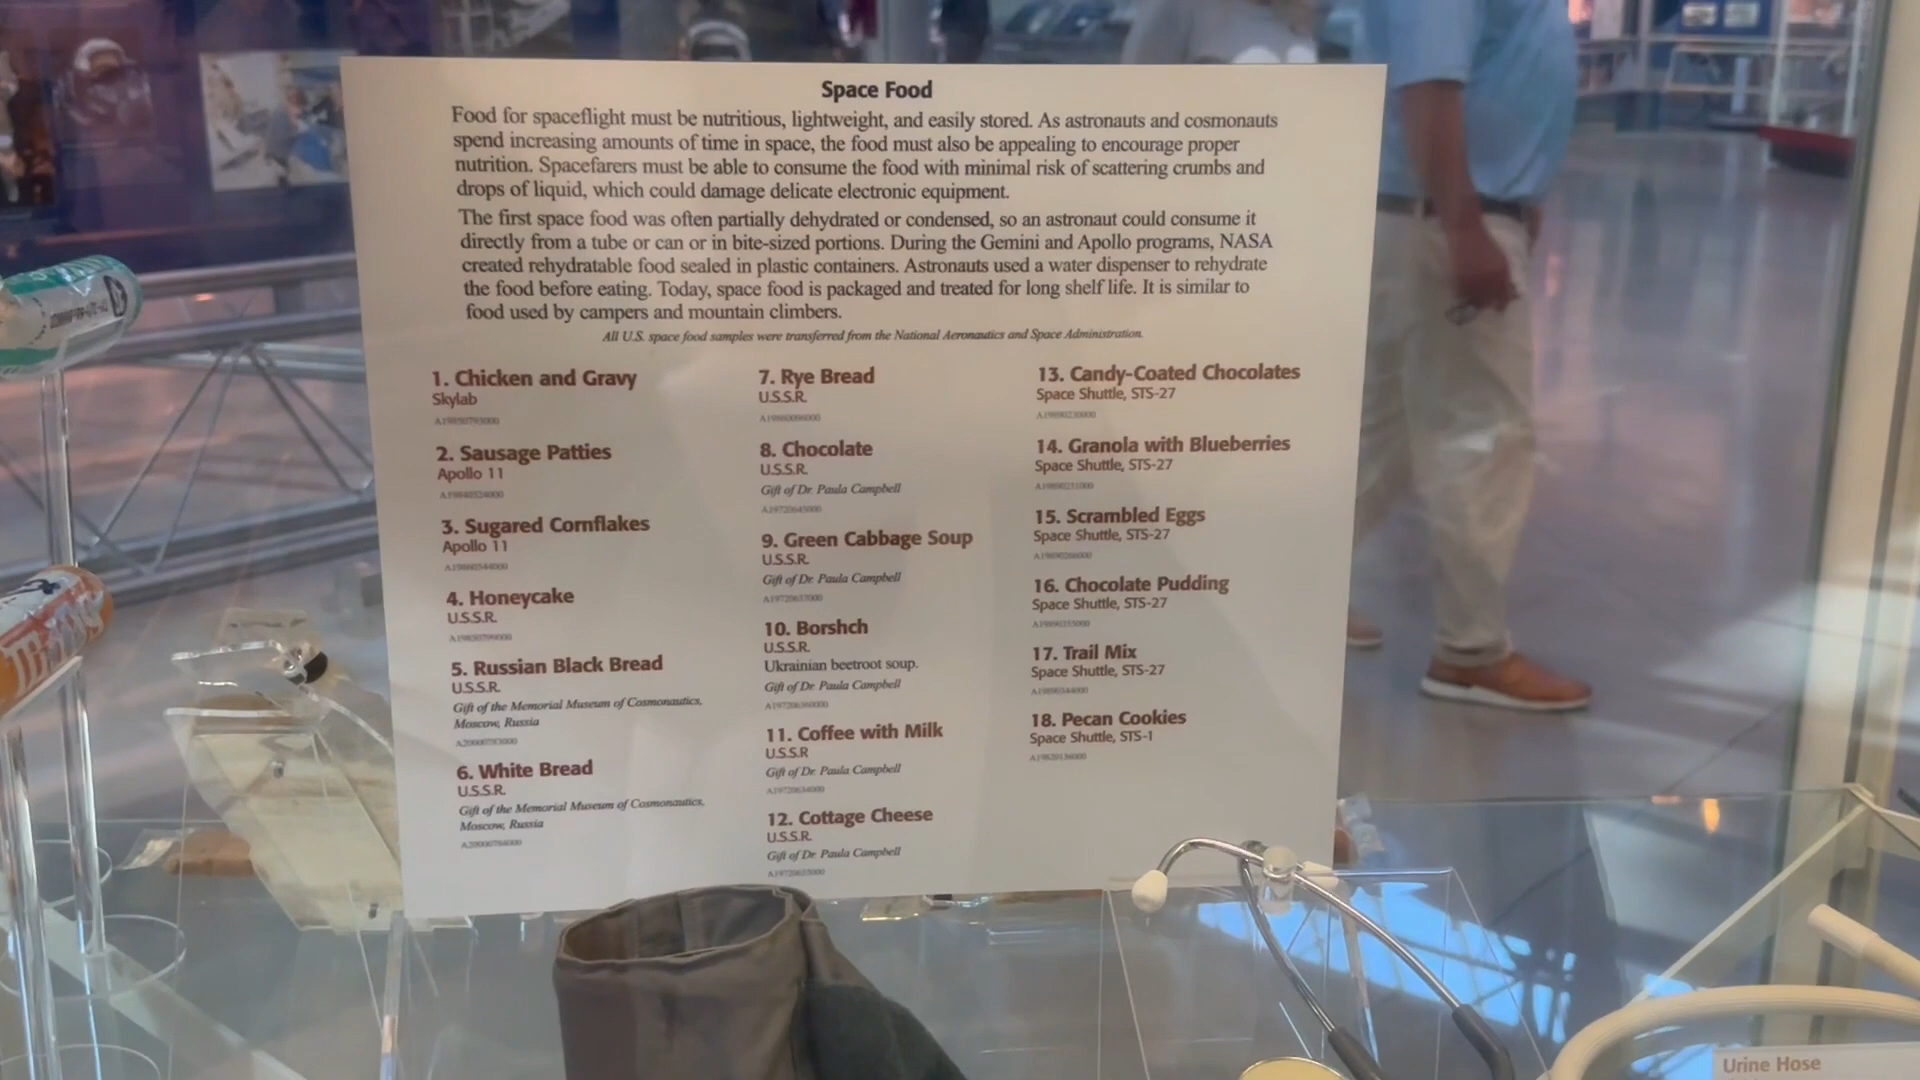 Space Food
Food for spaceflight must be nutritious, lightweight, and easily stored. As astronauts and cosmonauts
spend increasing amounts of time in space, the food must also be appealing to encourage proper
nutrition. Spacefarers must be able to consume the food with minimal risk of scattering crumbs and
drops of liquid, which could damage delicate electronic equipment.
The first space food was often partially dehydrated or condensed, so an astronaut could consume it
directly from a tube or can or in bite-sized portions. During the Gemini and Apollo programs, NASA
created rehydratable food sealed in plastic containers. Astronauts used a water dispenser to rehydrate
the food before eating. Today, space food is packaged and treated for long shelf life. It is similar to
food used by campers and mountain climbers.
All U.S. space food samples were transferred from the National Aeronautics and Space Administration.
1. Chicken and Gravy
Skylab
2. Sausage Patties
Apollo 11
3. Sugared Cornflakes
Apollo 11
4. Honeycake
U.S.S.R.
5. Russian Black Bread
U.S.S.R.
Gift of the Memorial Museum of Cosmonautics,
Moscow, Russia
6. White Bread
U.S.S.R.
Gift of the Memorial Museum of Cosmonautics,
Moscow, Russia
7. Rye Bread
U.S.S.R.
8. Chocolate
U.S.S.R.
Gift of Dr. Paula Campbell
9. Green Cabbage Soup
U.S.S.R.
Gift of Dr. Paula Campbell
10. Borshch
U.S.S.R.
Ukrainian beetroot soup.
Gift of Dr. Paula Campbell
11. Coffee with Milk
U.S.S.R
Gift of Dr. Paula Campbell
12. Cottage Cheese
U.S.S.R.
Gift of Dr. Paula Campbell
13. Candy-Coated Chocolates
Space Shuttle, STS-27
14. Granola with Blueberries
Space Shuttle, STS-27
15. Scrambled Eggs
Space Shuttle, STS-27
16. Chocolate Pudding
Space Shuttle, STS-27
17. Trail Mix
Space Shuttle, STS-27
18. Pecan Cookies
Space Shuttle, STS-1
Urine Hose